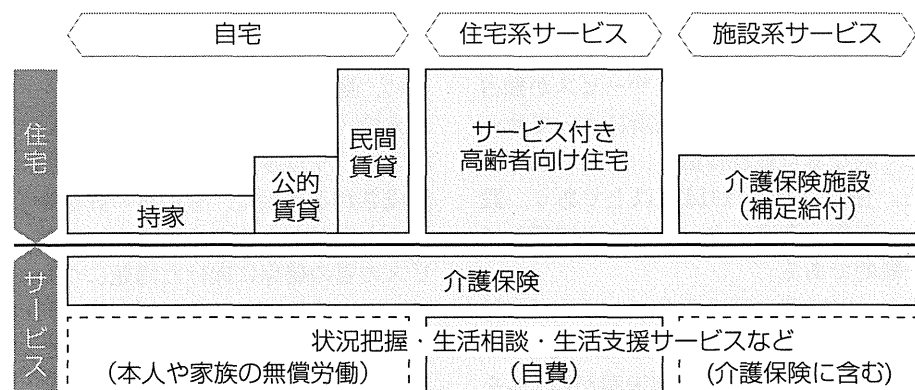 自宅
住宅系サービス
施設系サービス
住宅
持家
公的
賃貸
民間
賃貸
サービス付き
高齢者向け住宅
介護保険施設
(補足給付)
サービス
介護保険
状況把握・生活相談・生活支援サービスなど
(本人や家族の無償労働)
(自費)
(介護保険に含む)